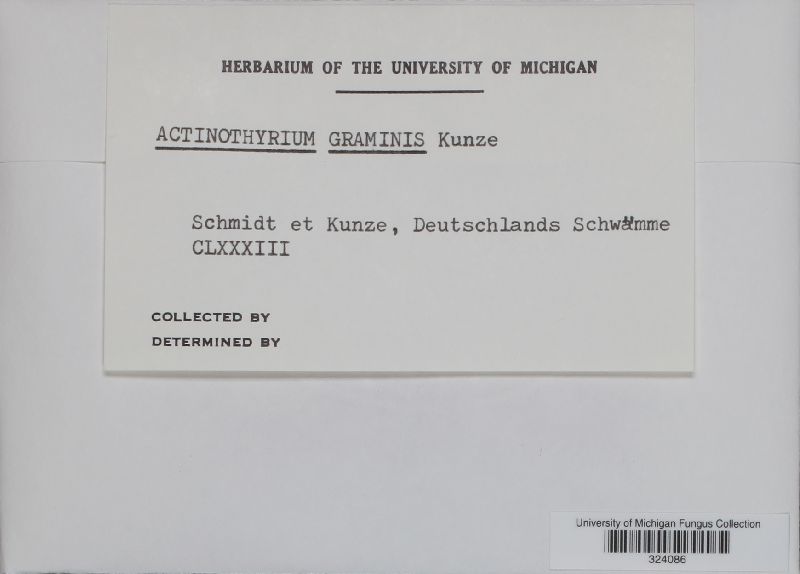 HERBARIUM OF THE UNIVERSITY OF MICHIGAN
ACTINOTHYRIUM GRAMINIS Kunze
Schmidt et Kunze, Deutschlands Schwämme
CLXXXIII
COLLECTED BY
DETERMINED BY
University of Michigan Fungus Collection
324086